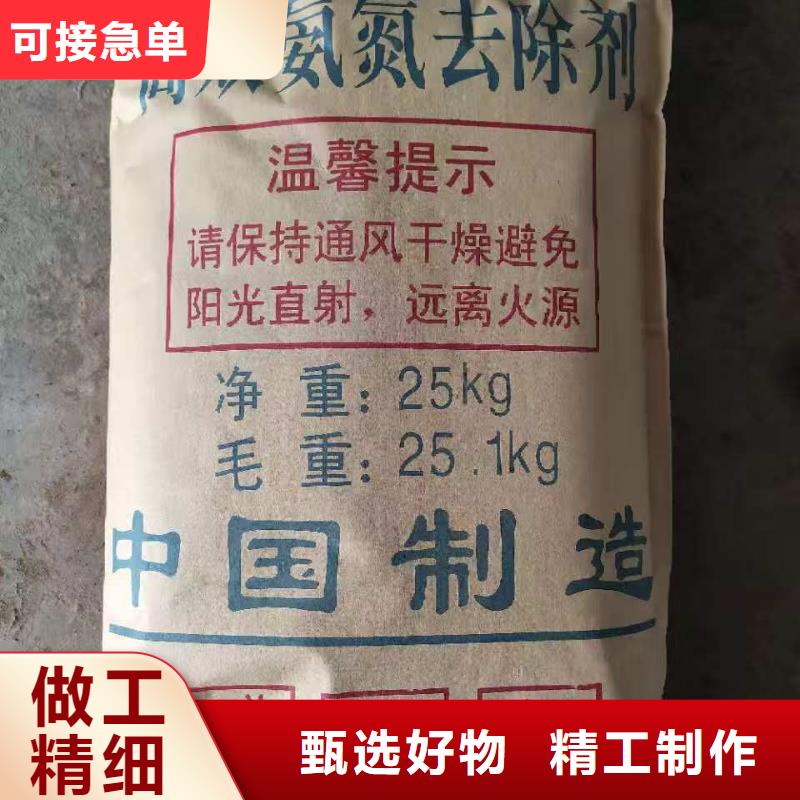 可接急单
高效氨氮去除剂
温馨提示
请保持通风干燥避免
阳光直射，远离火源
净 重：25kg
毛 重：25.1kg
中国制造
做工
精细
甄选好物 精工制作